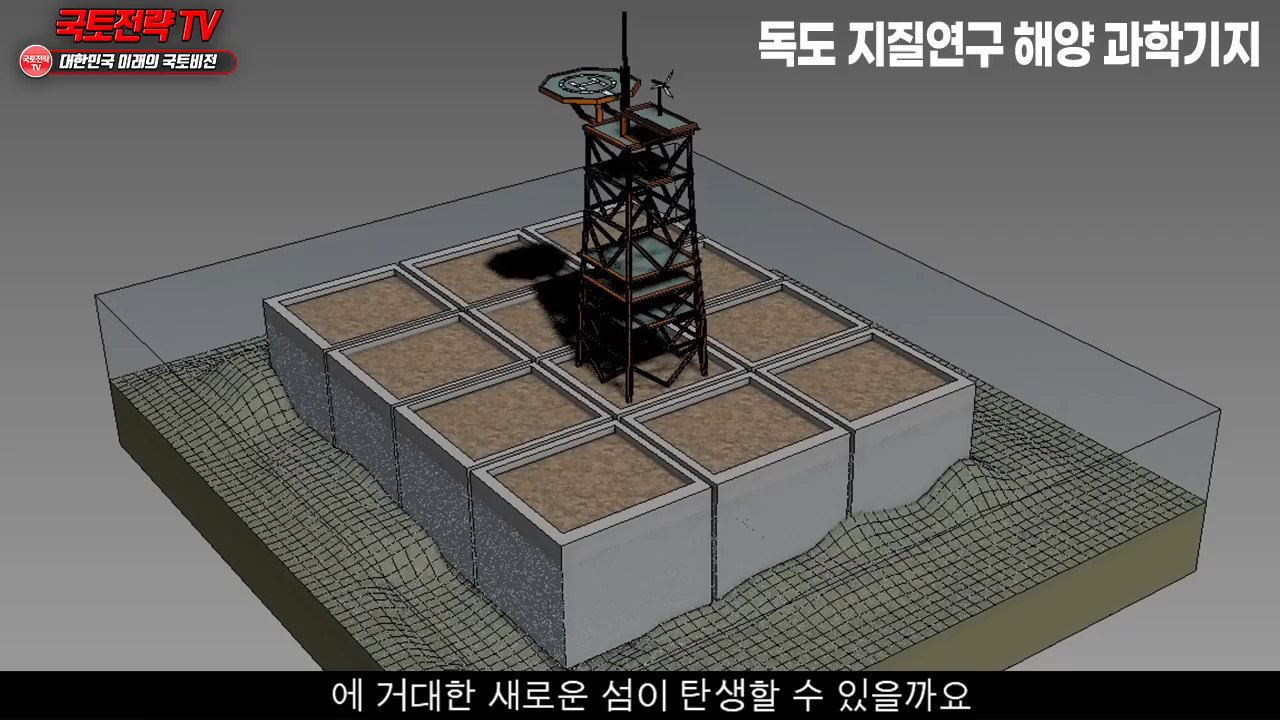 국토전략 TV
국토전략
TV
대한민국 미래의 국토비전
독도 지질연구 해양 과학기지
에 거대한 새로운 섬이 탄생할 수 있을까요